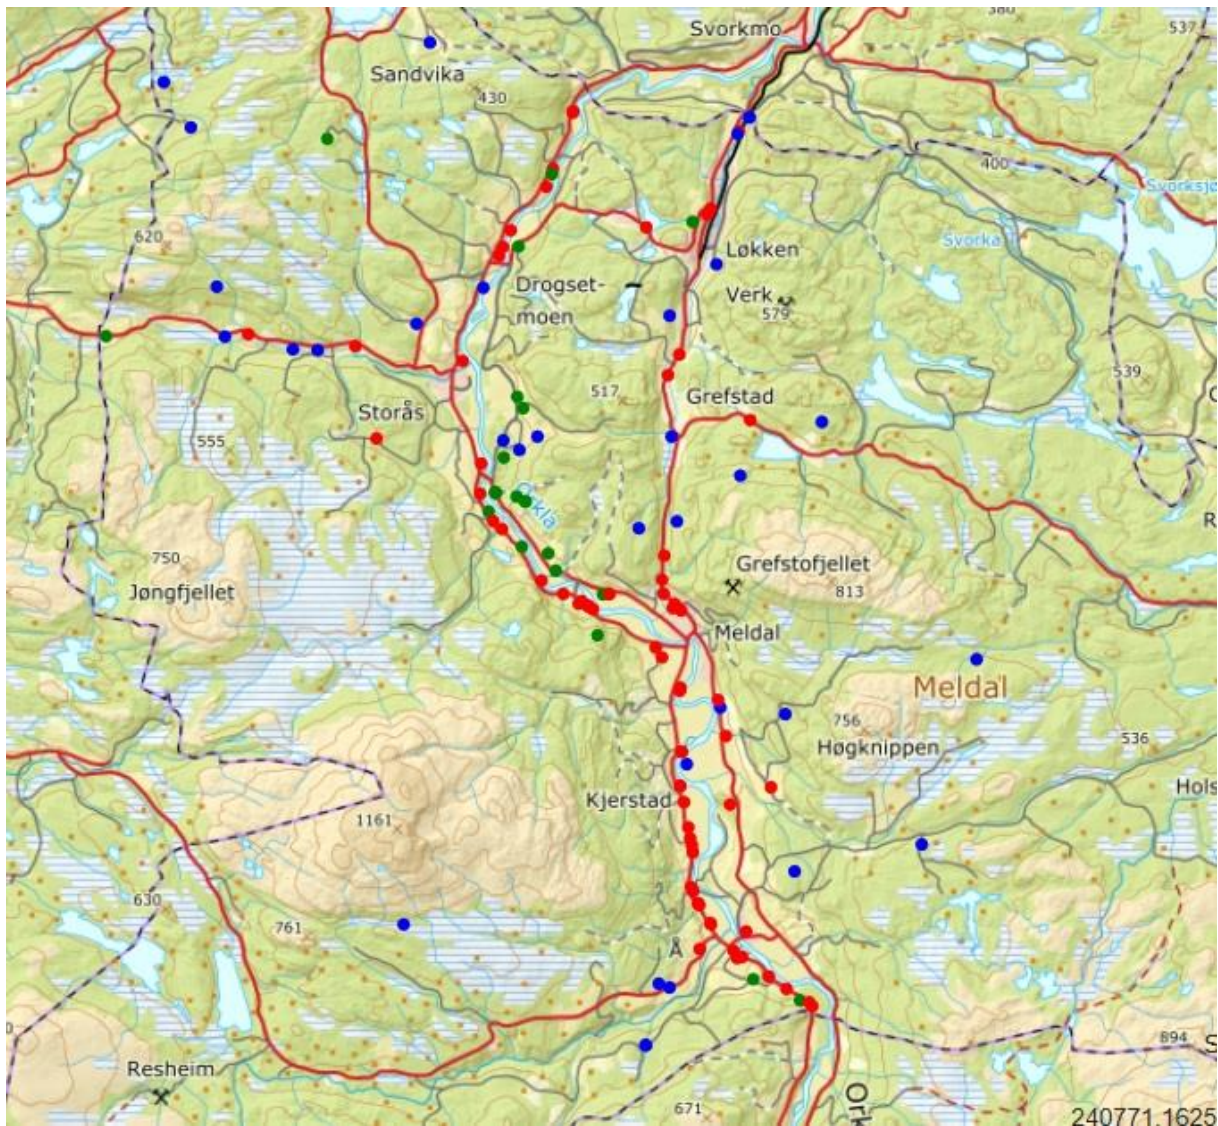 380
537
Svorkmo
Sandvika
430
400
Svorksjø
620
Svorka
Løkken
Verk
579
Drogset-
moen
517
539
Grefstad
Storås
555
Orkla
R
750
Jøngfjellet
Grefstofjellet
813
Meldal
Meldal
756
Høgknippen
536
Kjerstad
Hols
1161
630
761
Å
894
S
Resheim
671
Ork
240771.1625